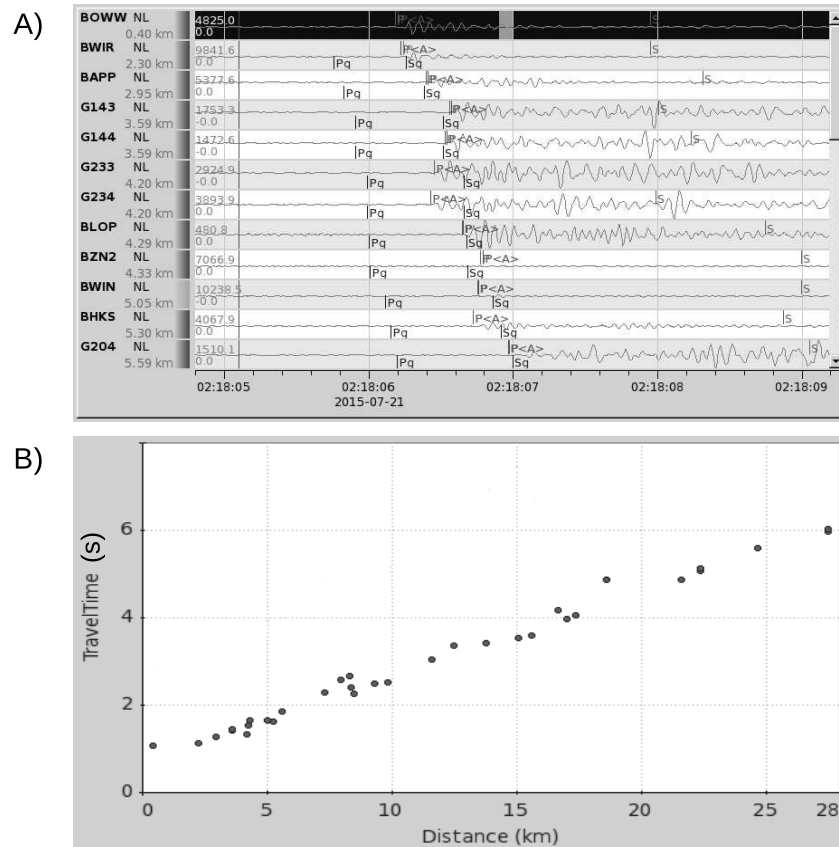 A)
BOWW NL 4825.0 P<A> S
0.40 km 0.0
BWIR NL 9841.6 P<A> S
2.30 km 0.0 Pg Sg
BAPP NL 5377.6 P<A> S
2.95 km 0.0 Pg Sg
G143 NL 1753.3 P<A> S
3.59 km -0.0 Pg Sg
G144 NL 1472.6 P<A> S
3.59 km -0.0 Pg Sg
G233 NL 2924.9 P<A>
4.20 km -0.0 Pg Sg
G234 NL 3893.9 P<A> S
4.20 km 0.0 Pg Sg
BLOP NL 480.8 P<A> S
4.29 km 0.0 Pg Sg
BZN2 NL 7066.9 P<A> S
4.33 km 0.0 Pg Sg
BWIN NL 10238.5 P<A> S
5.05 km -0.0 Pg Sg
BHKS NL 4067.9 P<A> S
5.30 km 0.0 Pg Sg
G204 NL 1510.1 P<A> S
5.59 km 0.0 Pg Sg
02:18:05 02:18:06 02:18:07 02:18:08 02:18:09
2015-07-21
B)
TravelTime (s)
6
4
2
0
0 5 10 15 20 25 28
Distance (km)